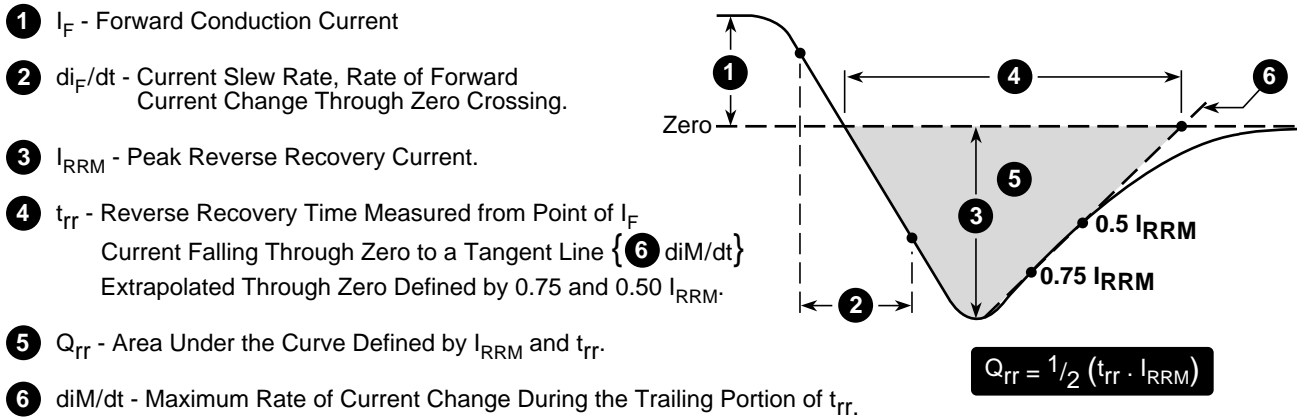 1 I_F - Forward Conduction Current
2 di_F/dt - Current Slew Rate, Rate of Forward
Current Change Through Zero Crossing.
3 I_RRM - Peak Reverse Recovery Current.
4 t_rr - Reverse Recovery Time Measured from Point of I_F
Current Falling Through Zero to a Tangent Line {6 diM/dt}
Extrapolated Through Zero Defined by 0.75 and 0.50 I_RRM.
5 Q_rr - Area Under the Curve Defined by I_RRM and t_rr.
6 diM/dt - Maximum Rate of Current Change During the Trailing Portion of t_rr.
1
4
6
Zero
5
3
0.5 I_RRM
0.75 I_RRM
2
Q_rr = 1/2 (t_rr . I_RRM)